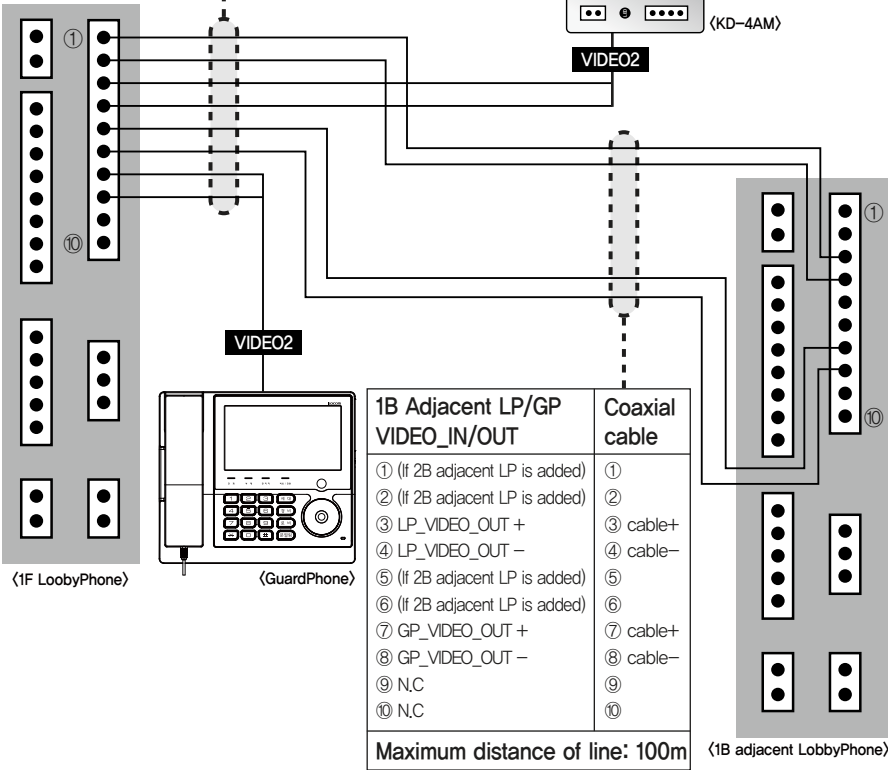 〈KD-4AM〉
VIDEO2
①
⑩
①
⑩
VIDEO2
〈1F LoobyPhone〉
〈GuardPhone〉
1B Adjacent LP/GP VIDEO_IN/OUT
Coaxial cable
① (If 2B adjacent LP is added) ①
② (If 2B adjacent LP is added) ②
③ LP_VIDEO_OUT + ③ cable+
④ LP_VIDEO_OUT − ④ cable−
⑤ (If 2B adjacent LP is added) ⑤
⑥ (If 2B adjacent LP is added) ⑥
⑦ GP_VIDEO_OUT + ⑦ cable+
⑧ GP_VIDEO_OUT − ⑧ cable−
⑨ N.C ⑨
⑩ N.C ⑩
Maximum distance of line: 100m
〈1B adjacent LobbyPhone〉